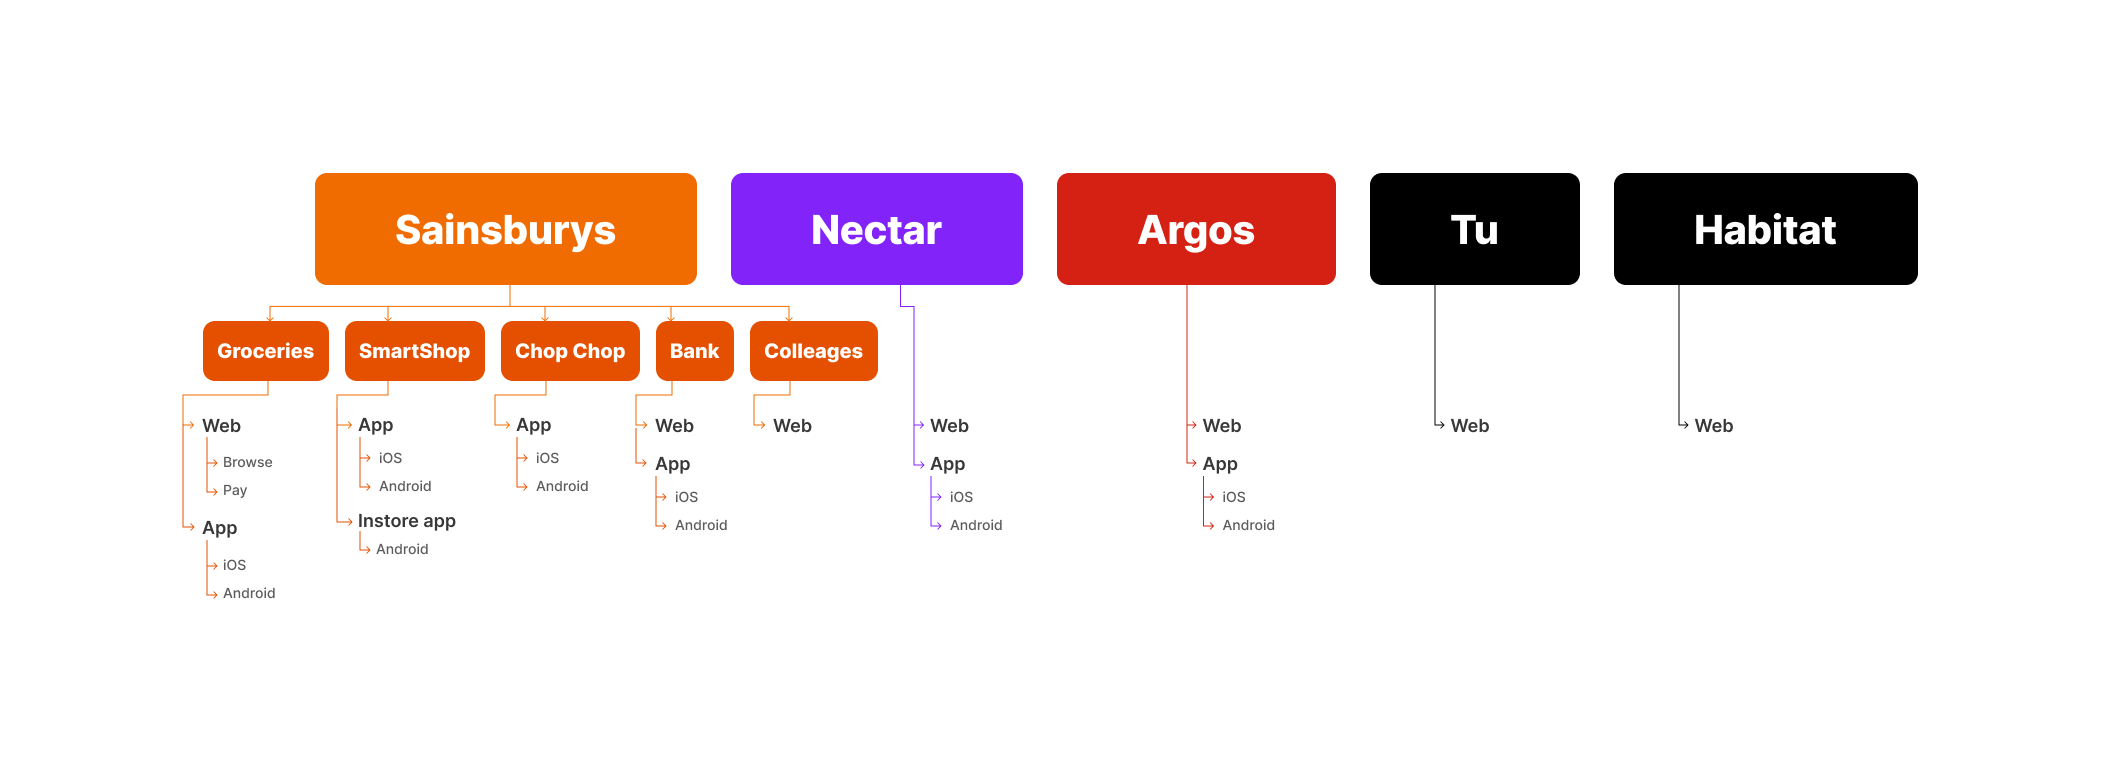 Sainsburys
Nectar
Argos
Tu
Habitat
Groceries
SmartShop
Chop Chop
Bank
Colleages
Web
Browse
Pay
App
iOS
Android
App
iOS
Android
Instore app
Android
App
iOS
Android
Web
App
iOS
Android
Web
Web
App
iOS
Android
Web
App
iOS
Android
Web
Web